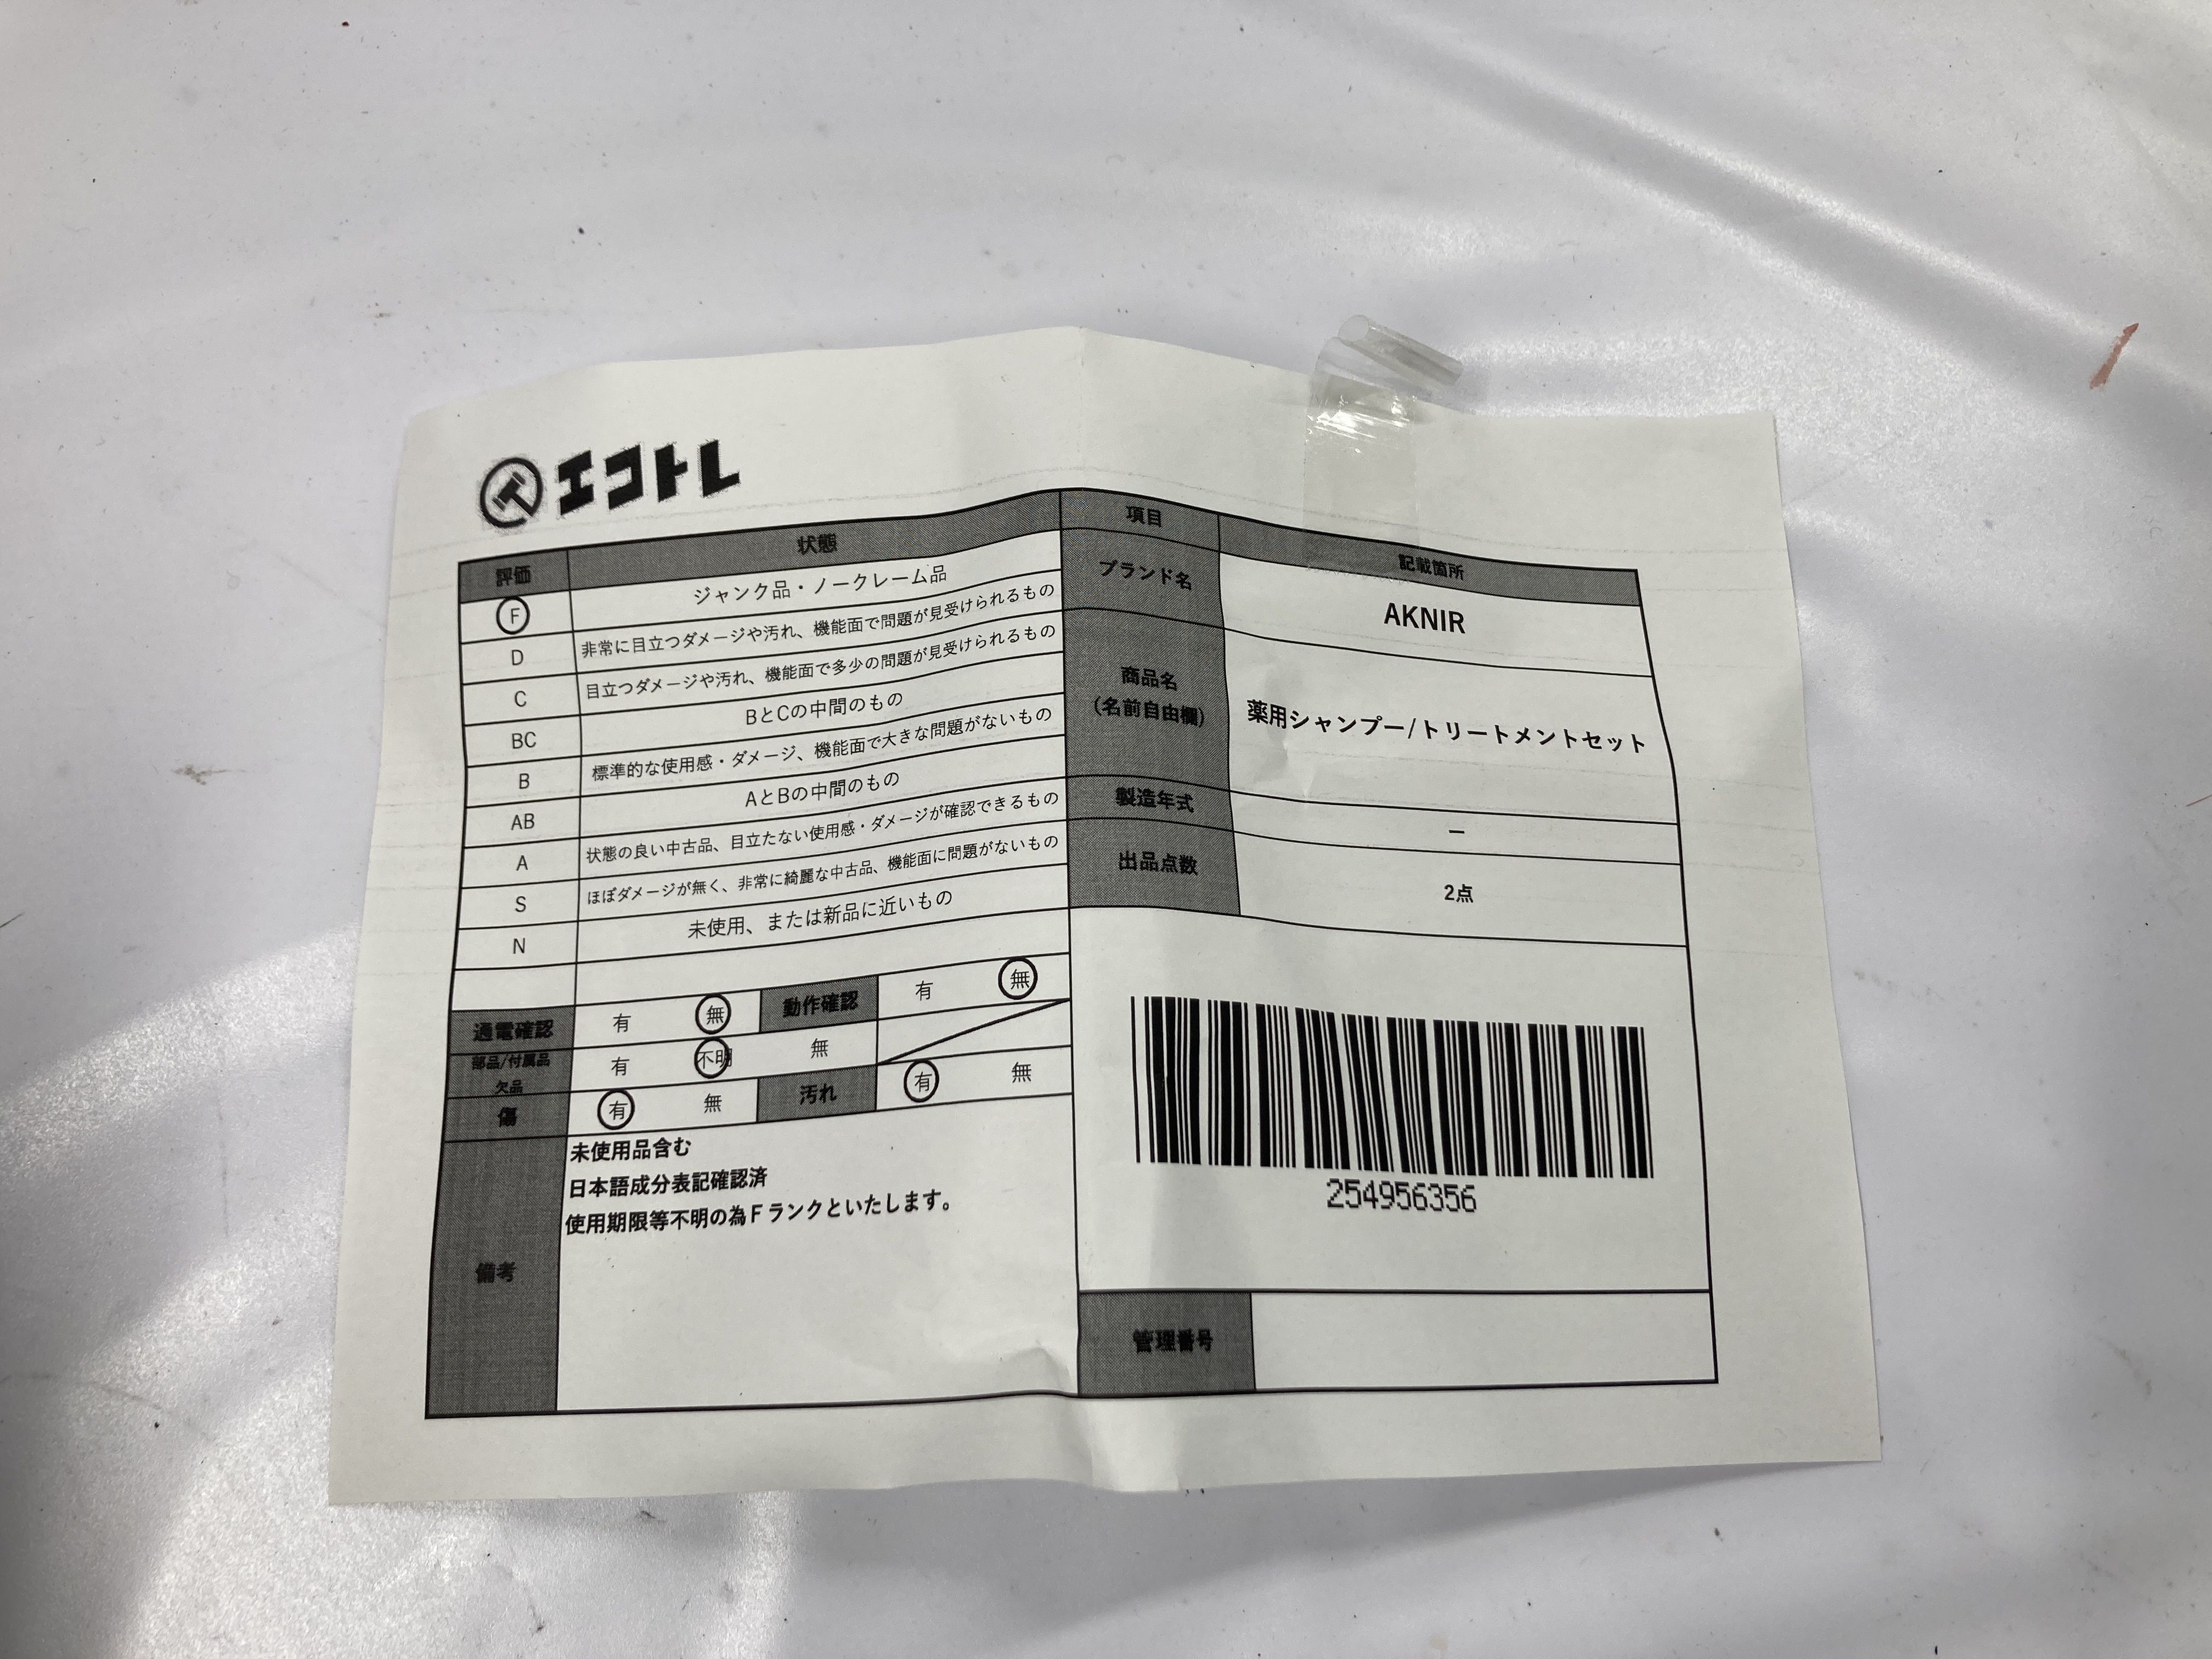 エコトレ
評価 状態
F ジャンク品・ノークレーム品
D 非常に目立つダメージや汚れ、機能面で問題が見受けられるもの
C 目立つダメージや汚れ、機能面で多少の問題が見受けられるもの
BC BとCの中間のもの
B 標準的な使用感・ダメージ、機能面で大きな問題がないもの
AB AとBの中間のもの
A 状態の良い中古品、目立たない使用感・ダメージが確認できるもの
S ほぼダメージが無く、非常に綺麗な中古品、機能面に問題がないもの
N 未使用、または新品に近いもの
通電確認 有 無 動作確認 有 無
部品/付属品
欠品 有 不明 無
傷 有 無 汚れ 有 無
備考
未使用品含む
日本語成分表記確認済
使用期限等不明の為Fランクといたします。
項目 記載箇所
ブランド名 AKNIR
商品名
(名前自由欄) 薬用シャンプー/トリートメントセット
製造年式 ー
出品点数 2点
254956356
管理番号